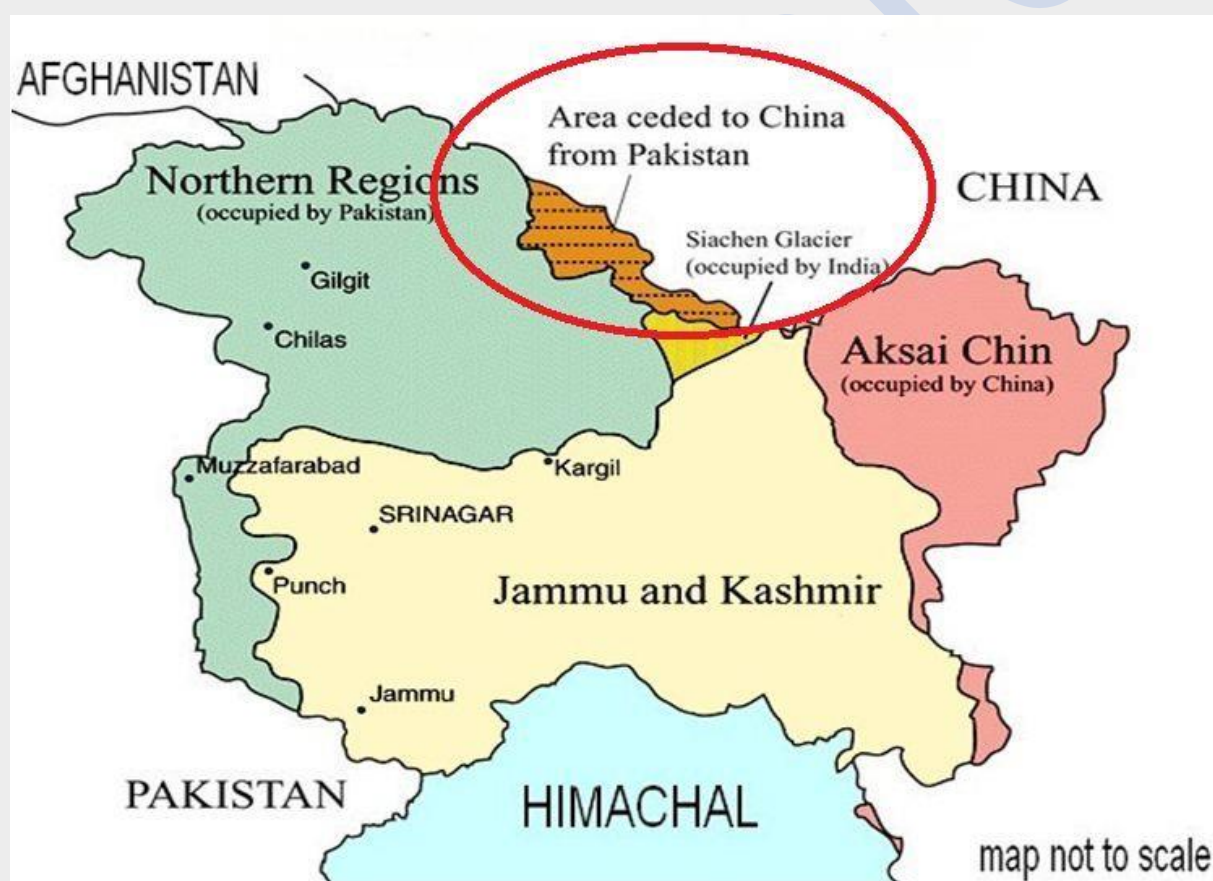 AFGHANISTAN
Area ceded to China
from Pakistan
Northern Regions
(occupied by Pakistan)
CHINA
Siachen Glacier
(occupied by India)
Gilgit
Chilas
Aksai Chin
(occupied by China)
Muzzafarabad
Kargil
SRINAGAR
Punch
Jammu and Kashmir
Jammu
PAKISTAN
HIMACHAL
map not to scale